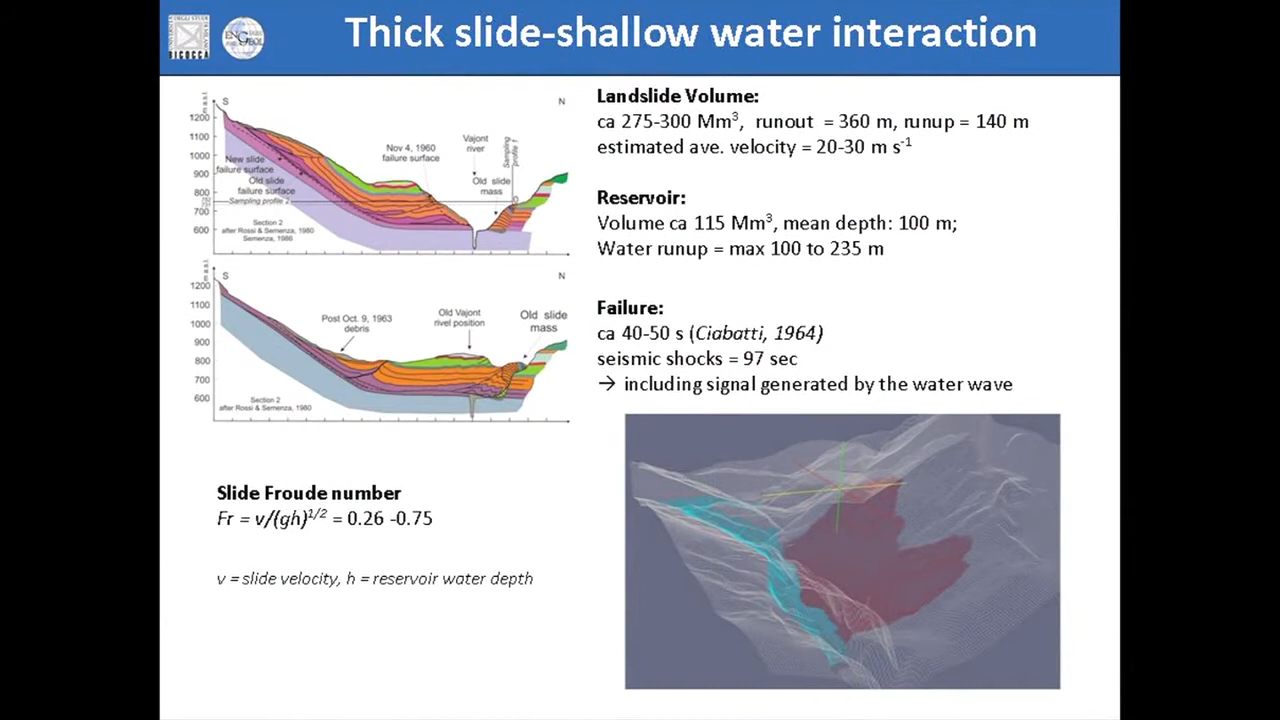 Thick slide-shallow water interaction
BICOCCA
S
N
m a.s.l.
1200
1100
1000
900
800
700
600
New slide
failure surface
Old slide
failure surface
Sampling profile 2
Nov 4, 1960
failure surface
Vajont
river
Sampling
profile 1
Old slide
mass
Section 2
after Rossi & Semenza, 1980
Semenza, 1986
S
N
m a.s.l.
1200
1100
1000
900
800
700
600
Post Oct. 9, 1963
debris
Old Vajont
rivel position
Old slide
mass
Section 2
after Rossi & Semenza, 1980
Landslide Volume:
ca 275-300 Mm³, runout = 360 m, runup = 140 m
estimated ave. velocity = 20-30 m s⁻¹
Reservoir:
Volume ca 115 Mm³, mean depth: 100 m;
Water runup = max 100 to 235 m
Failure:
ca 40-50 s (Ciabatti, 1964)
seismic shocks = 97 sec
→ including signal generated by the water wave
Slide Froude number
Fr = v/(gh)^1/2 = 0.26 -0.75
v = slide velocity, h = reservoir water depth